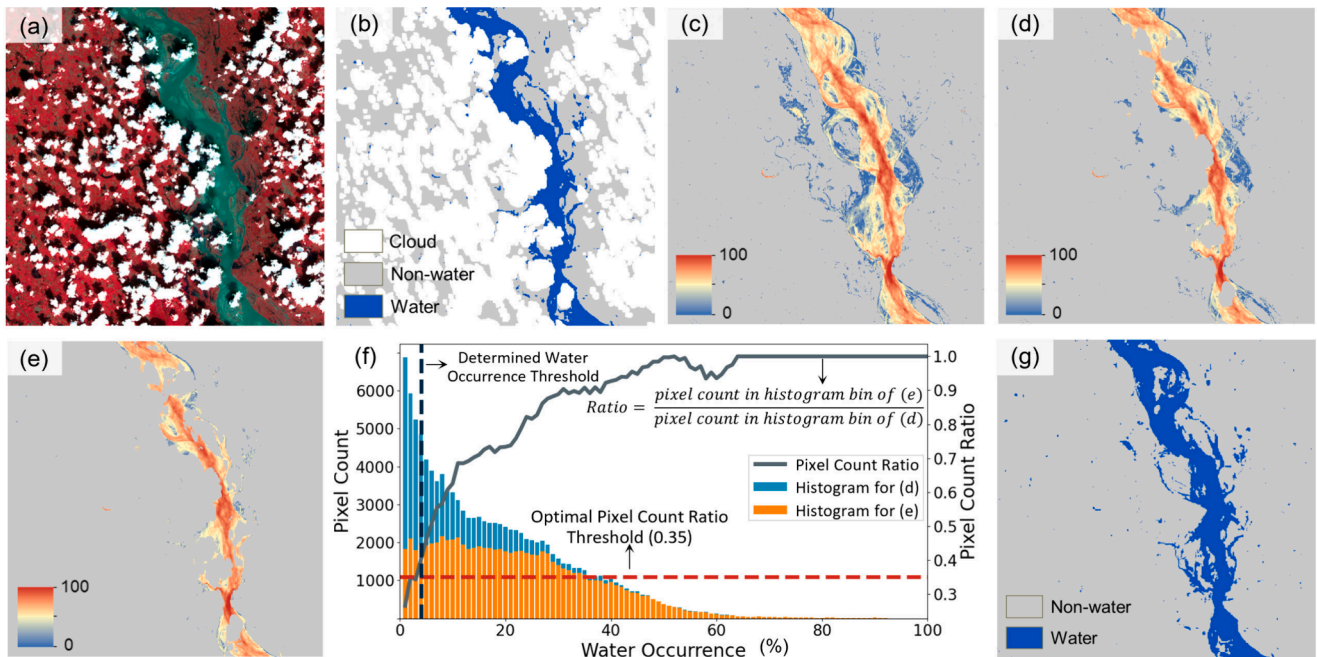 (a)
(b)
Cloud
Non-water
Water
(c)
100
0
(d)
100
0
(e)
100
0
(f)
Determined Water
Occurrence Threshold
Ratio = pixel count in histogram bin of (e)
pixel count in histogram bin of (d)
Pixel Count Ratio
Histogram for (d)
Histogram for (e)
Optimal Pixel Count Ratio
Threshold (0.35)
Pixel Count
6000
5000
4000
3000
2000
1000
Pixel Count Ratio
1.0
0.9
0.8
0.7
0.6
0.5
0.4
0.3
0
20
40
60
80
100
Water Occurrence (%)
(g)
Non-water
Water